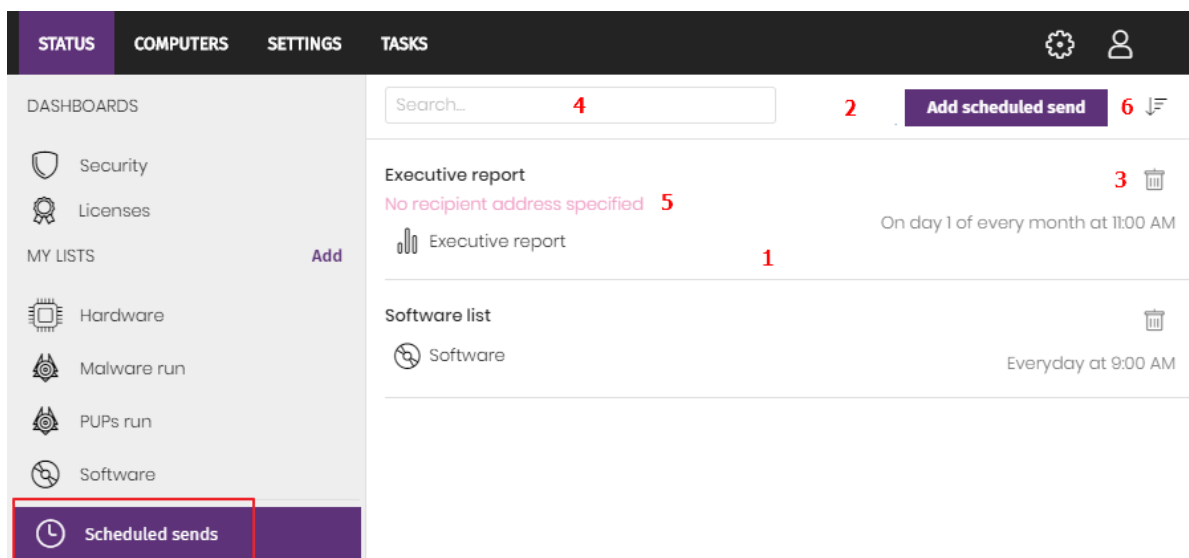 STATUS COMPUTERS SETTINGS TASKS
DASHBOARDS
Security
Licenses
MY LISTS Add
Hardware
Malware run
PUPs run
Software
Scheduled sends
Search... 4 2 Add scheduled send 6
Executive report 3
No recipient address specified 5
On day 1 of every month at 11:00 AM
Executive report
1
Software list
Software
Everyday at 9:00 AM